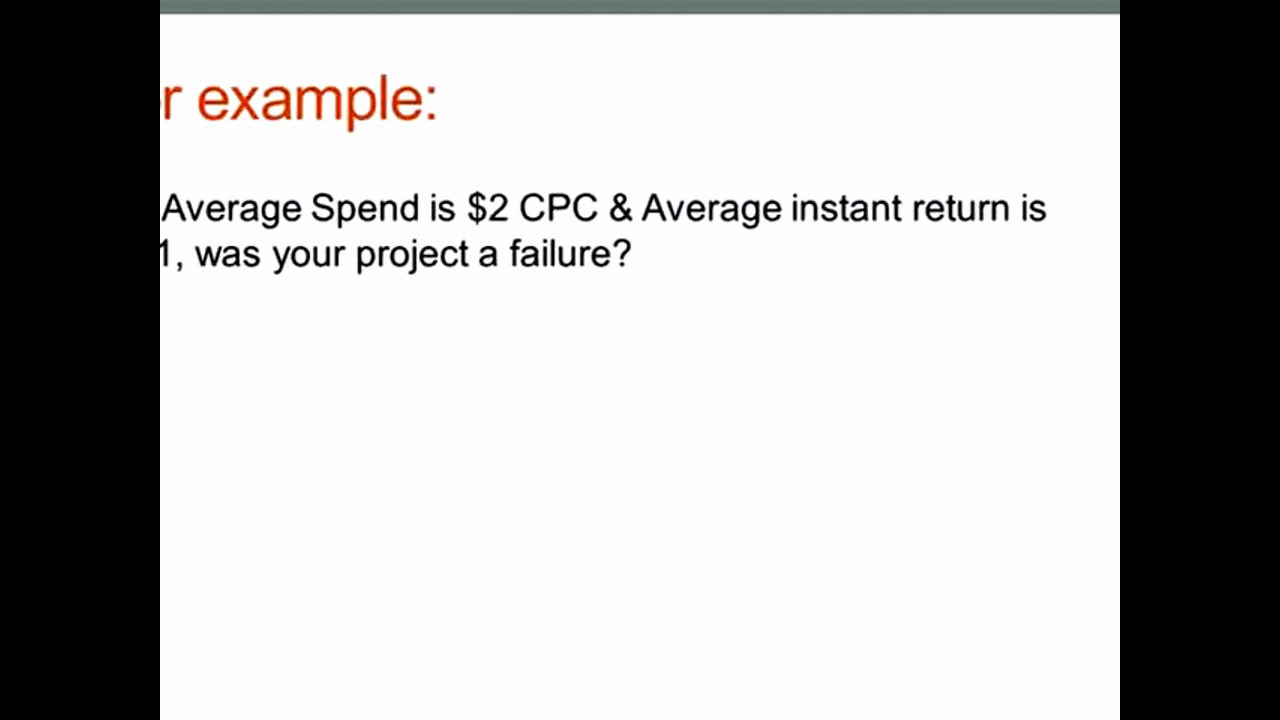 r example:
Average Spend is $2 CPC & Average instant return is
1, was your project a failure?